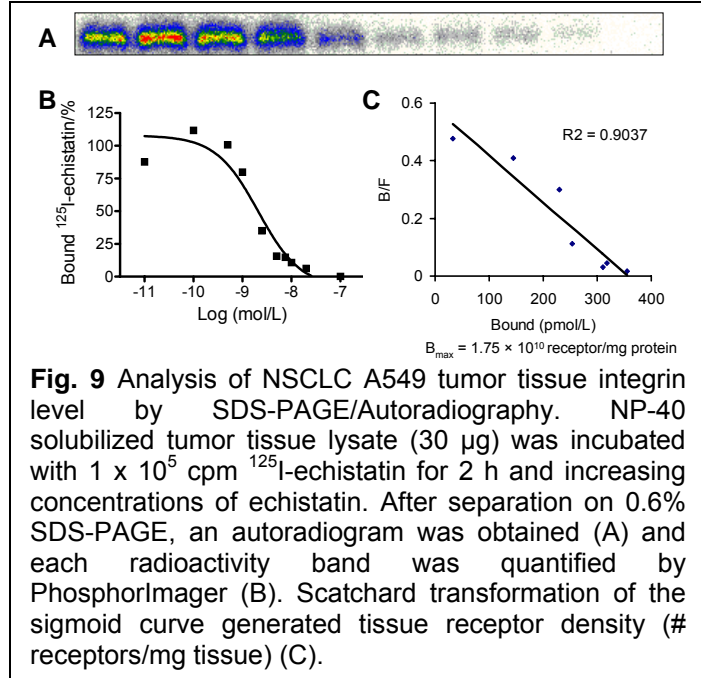 A
B
125
100
75
50
25
0
Bound ¹²⁵I-echistatin/%
-11 -10 -9 -8 -7
Log (mol/L)
C
0.6
0.4
0.2
0
B/F
R2 = 0.9037
0 100 200 300 400
Bound (pmol/L)
Bmax = 1.75 × 10¹⁰ receptor/mg protein
Fig. 9 Analysis of NSCLC A549 tumor tissue integrin
level by SDS-PAGE/Autoradiography. NP-40
solubilized tumor tissue lysate (30 µg) was incubated
with 1 x 10⁵ cpm ¹²⁵I-echistatin for 2 h and increasing
concentrations of echistatin. After separation on 0.6%
SDS-PAGE, an autoradiogram was obtained (A) and
each radioactivity band was quantified by
PhosphorImager (B). Scatchard transformation of the
sigmoid curve generated tissue receptor density (#
receptors/mg tissue) (C).